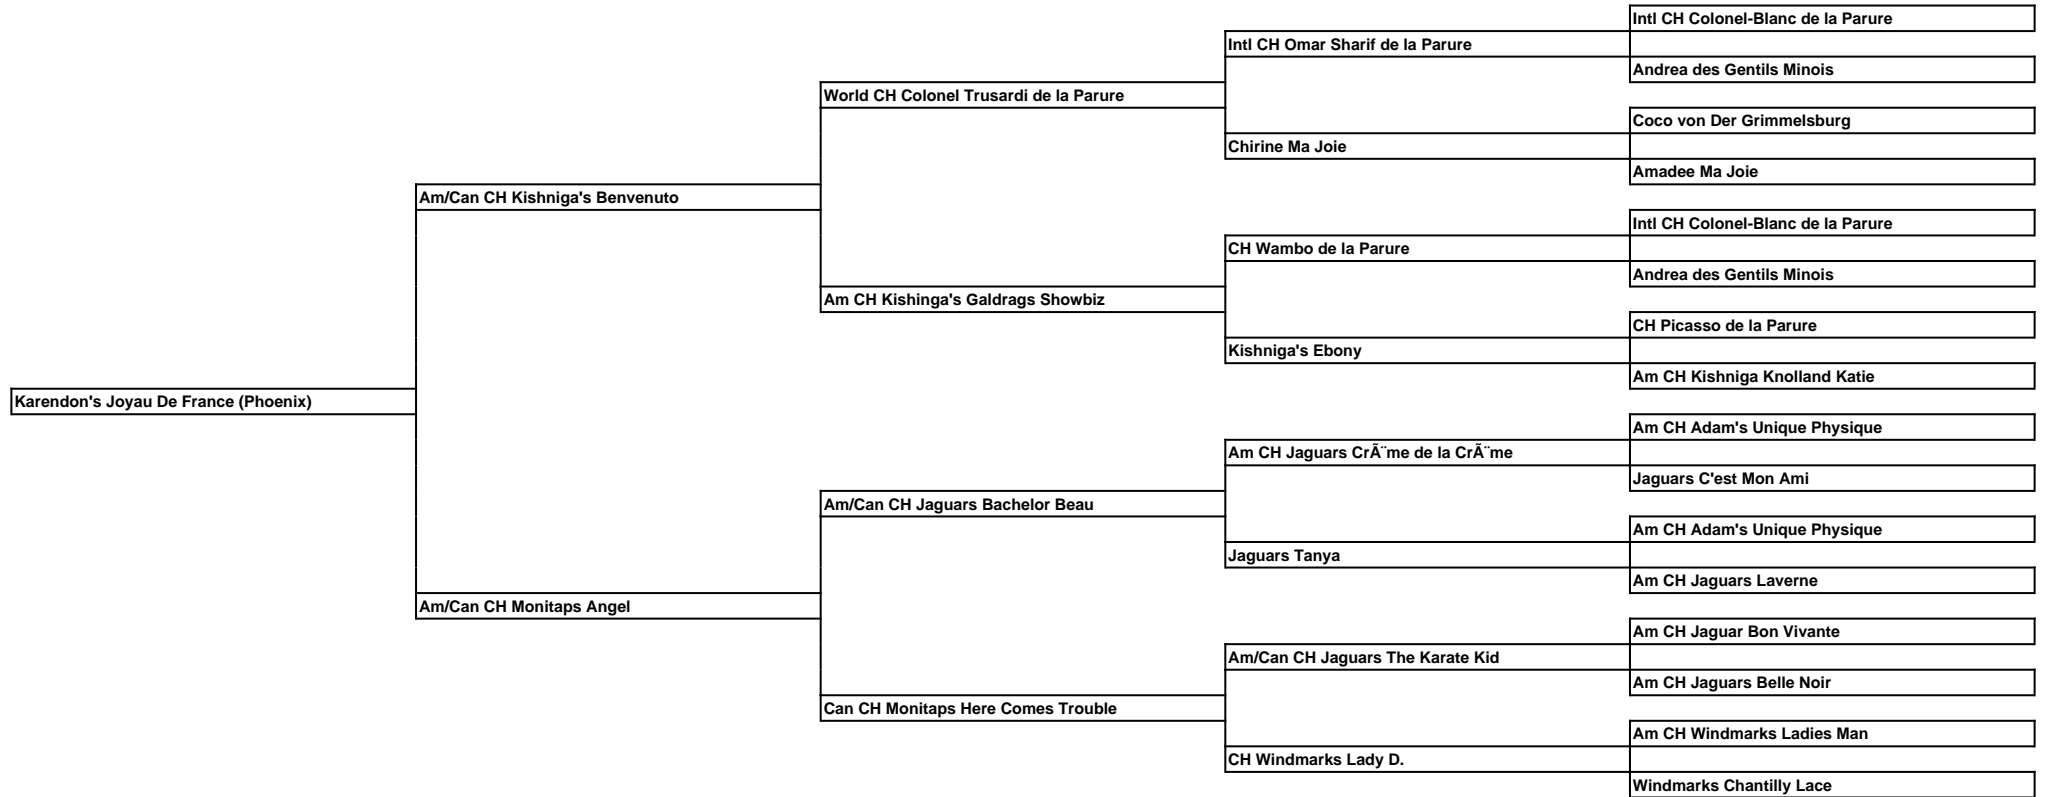 Intl CH Colonel-Blanc de la Parure
Intl CH Omar Sharif de la Parure
Andrea des Gentils Minois
World CH Colonel Trusardi de la Parure
Coco von Der Grimmelsburg
Chirine Ma Joie
Amadee Ma Joie
Am/Can CH Kishniga's Benvenuto
Intl CH Colonel-Blanc de la Parure
CH Wambo de la Parure
Andrea des Gentils Minois
Am CH Kishinga's Galdrags Showbiz
CH Picasso de la Parure
Kishniga's Ebony
Am CH Kishniga Knolland Katie
Karendon's Joyau De France (Phoenix)
Am CH Adam's Unique Physique
Am CH Jaguars CrÃ¨me de la CrÃ¨me
Jaguars C'est Mon Ami
Am/Can CH Jaguars Bachelor Beau
Am CH Adam's Unique Physique
Jaguars Tanya
Am CH Jaguars Laverne
Am/Can CH Monitaps Angel
Am CH Jaguar Bon Vivante
Am/Can CH Jaguars The Karate Kid
Am CH Jaguars Belle Noir
Can CH Monitaps Here Comes Trouble
Am CH Windmarks Ladies Man
CH Windmarks Lady D.
Windmarks Chantilly Lace